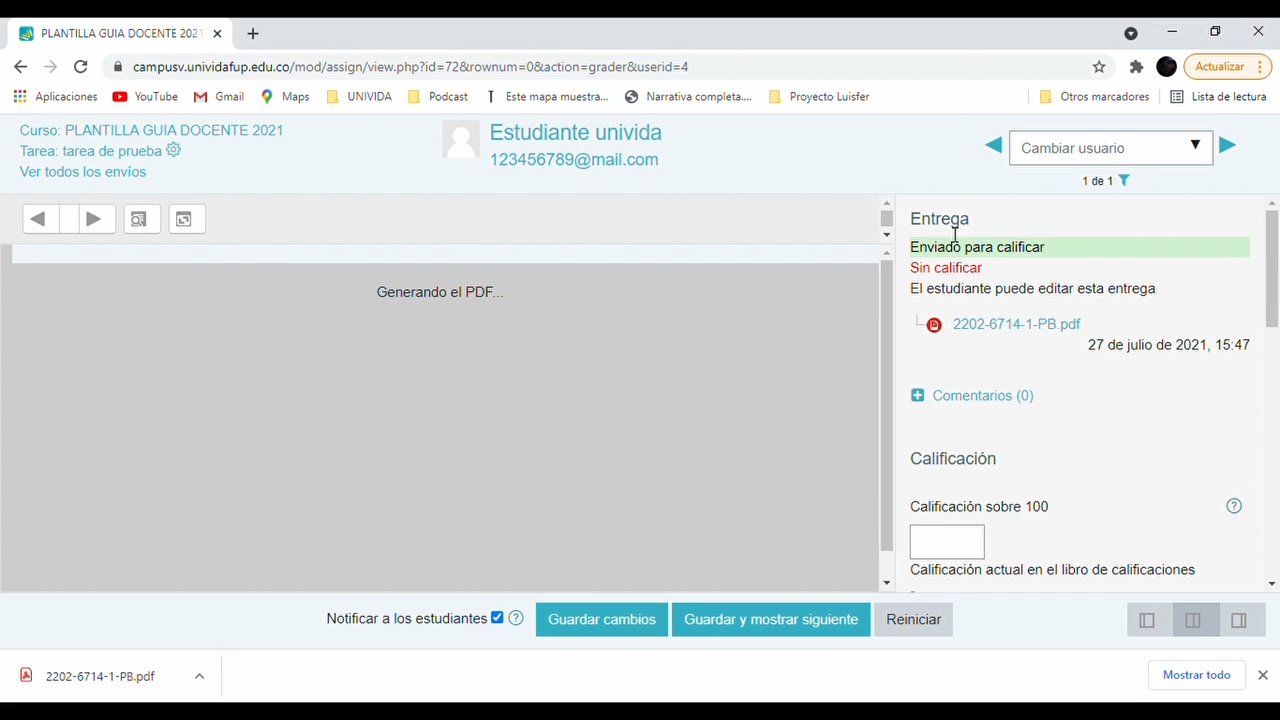 PLANTILLA GUIA DOCENTE 202
campusv.unividafup.edu.co/mod/assign/view.php?id=72&rownum=0&action=grader&userid=4
Actualizar
Aplicaciones YouTube Gmail Maps UNIVIDA Podcast Este mapa muestra... Narrativa completa.... Proyecto Luisfer Otros marcadores Lista de lectura
Curso: PLANTILLA GUIA DOCENTE 2021
Tarea: tarea de prueba
Ver todos los envíos
Estudiante univida
123456789@mail.com
Cambiar usuario
1 de 1
Generando el PDF...
Entrega
Enviado para calificar
Sin calificar
El estudiante puede editar esta entrega
2202-6714-1-PB.pdf
27 de julio de 2021, 15:47
Comentarios (0)
Calificación
Calificación sobre 100
Calificación actual en el libro de calificaciones
Notificar a los estudiantes
Guardar cambios
Guardar y mostrar siguiente
Reiniciar
2202-6714-1-PB.pdf
Mostrar todo